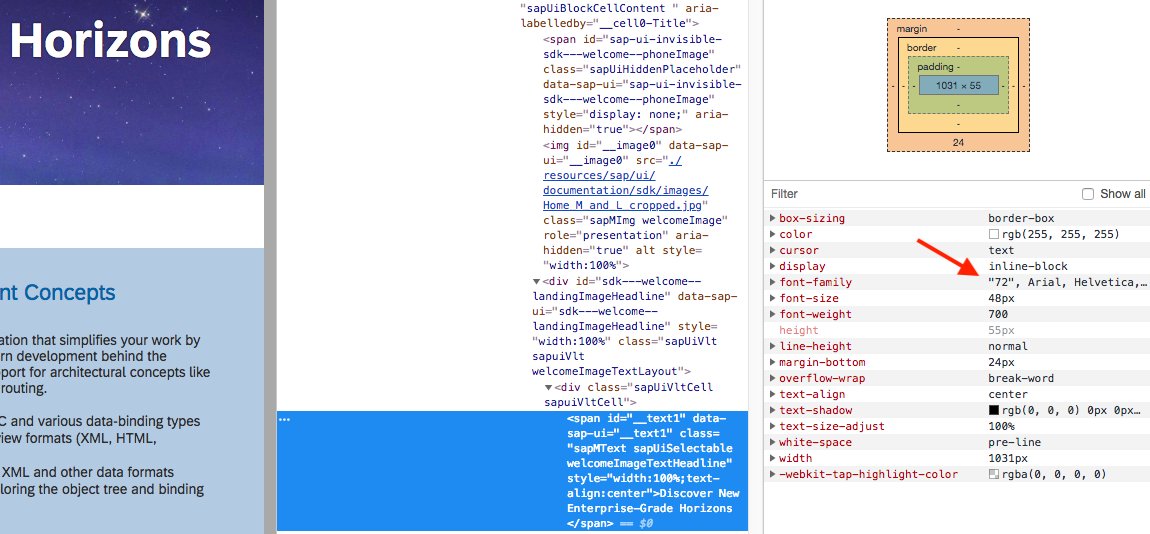 Horizons
nt Concepts
ation that simplifies your work by
rn development behind the
pport for architectural concepts like
routing.
C and various data-binding types
view formats (XML, HTML,
XML and other data formats
loring the object tree and binding
"sapUiBlockCellContent " aria-
labelledby="__cell0-Title">
<span id="sap-ui-invisible-
sdk---welcome--phoneImage"
class="sapUiHiddenPlaceholder"
data-sap-ui="sap-ui-invisible-
sdk---welcome--phoneImage"
style="display: none;" aria-
hidden="true"></span>
<img id="__image0" data-sap-
ui="__image0" src="./
resources/sap/ui/
documentation/sdk/images/
Home_M_and_L_cropped.jpg"
class="sapMImg welcomeImage"
role="presentation" aria-
hidden="true" alt style=
"width:100%">
▼<div id="sdk---welcome--
landingImageHeadline" data-sap-
ui="sdk---welcome--
landingImageHeadline" style=
"width:100%" class="sapUiVlt
sapuiVlt
welcomeImageTextLayout">
▼<div class="sapUiVltCell
sapuiVltCell">
… <span id="__text1" data-
sap-ui="__text1" class=
"sapMText sapUiSelectable
welcomeImageTextHeadline"
style="width:100%;text-
align:center">Discover New
Enterprise-Grade Horizons
</span> == $0
margin -
border -
padding -
- - - 1031 × 55 - - -
-
-
24
Filter Show all
box-sizing border-box
color rgb(255, 255, 255)
cursor text
display inline-block
font-family "72", Arial, Helvetica,…
font-size 48px
font-weight 700
height 55px
line-height normal
margin-bottom 24px
overflow-wrap break-word
text-align center
text-shadow rgb(0, 0, 0) 0px 0px…
text-size-adjust 100%
white-space pre-line
width 1031px
-webkit-tap-highlight-color rgba(0, 0, 0, 0)